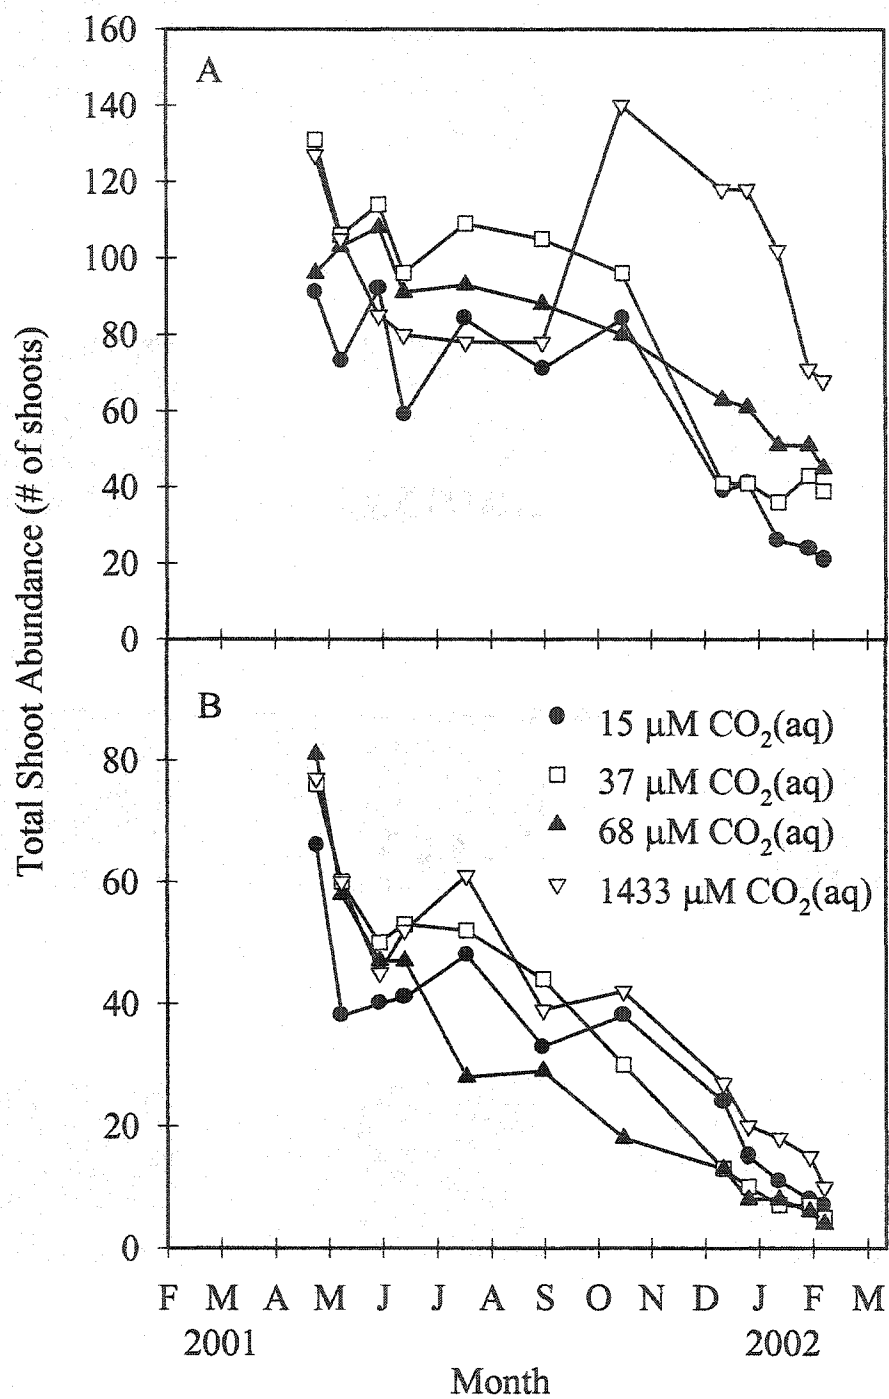 160
A
140
120
100
80
60
40
20
0
Total Shoot Abundance (# of shoots)
B
15 μM CO₂(aq)
37 μM CO₂(aq)
68 μM CO₂(aq)
1433 μM CO₂(aq)
80
60
40
20
0
F M A M J J A S O N D J F M
2001 2002
Month